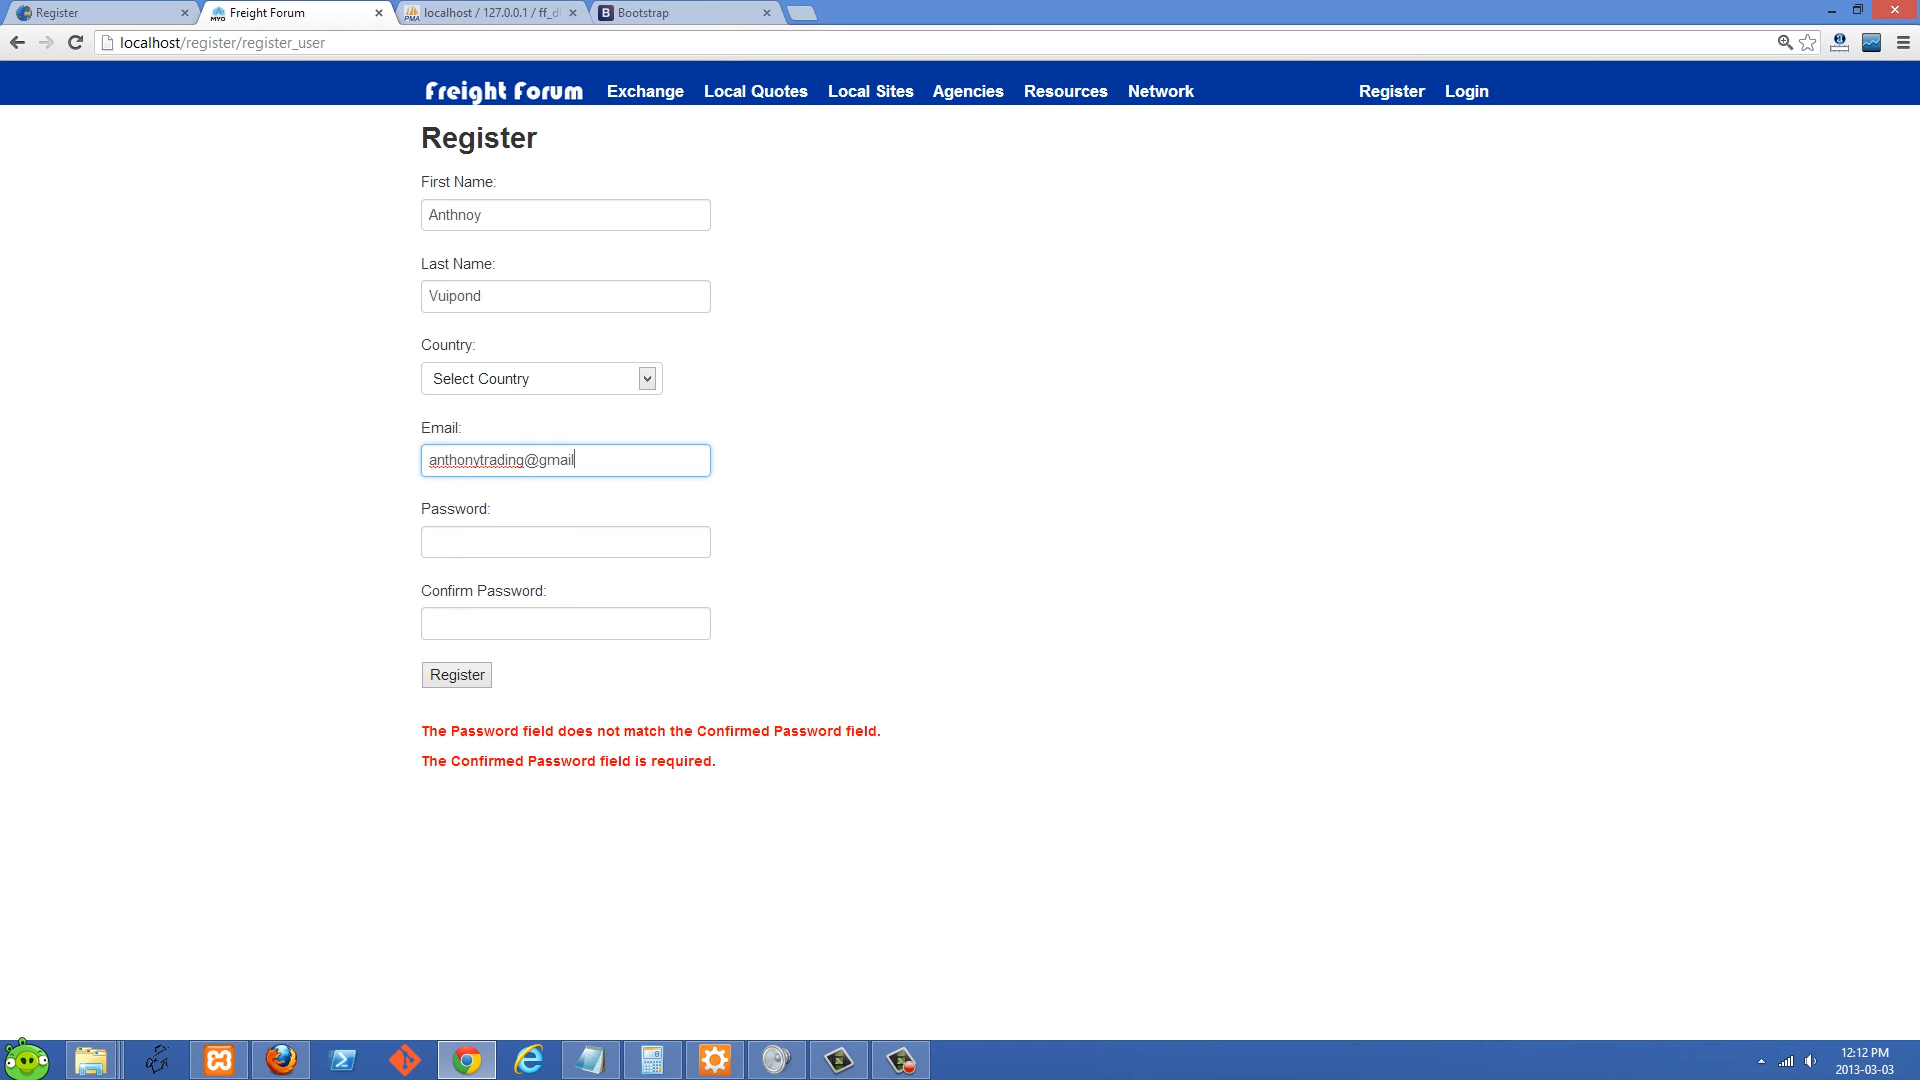 Register
Freight Forum
localhost / 127.0.0.1 / ff_d
Bootstrap
localhost/register/register_user
Freight Forum Exchange Local Quotes Local Sites Agencies Resources Network Register Login
Register
First Name:
Anthnoy
Last Name:
Vuipond
Country:
Select Country
Email:
anthonytrading@gmail
Password:
Confirm Password:
Register
The Password field does not match the Confirmed Password field.
The Confirmed Password field is required.
12:12 PM
2013-03-03